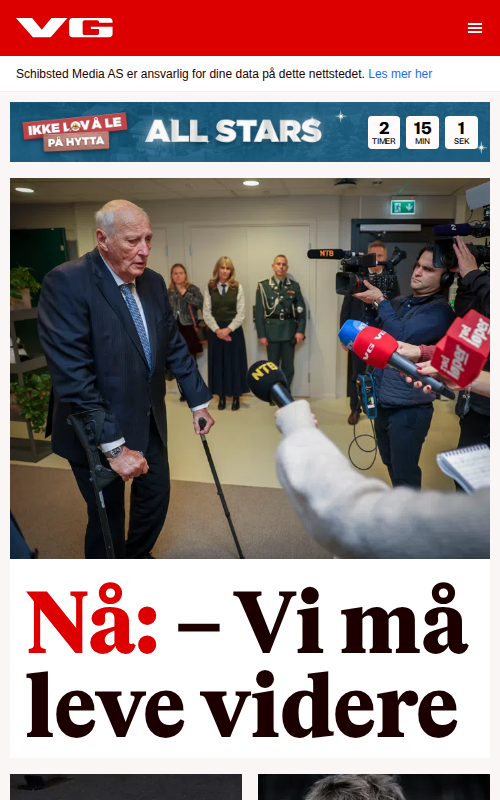 VG
Schibsted Media AS er ansvarlig for dine data på dette nettstedet. Les mer her
IKKE LOV Å LE
PÅ HYTTA
ALL STARS
2
TIMER
15
MIN
1
SEK
NTB
NTB
VG
Nå: – Vi må
leve videre